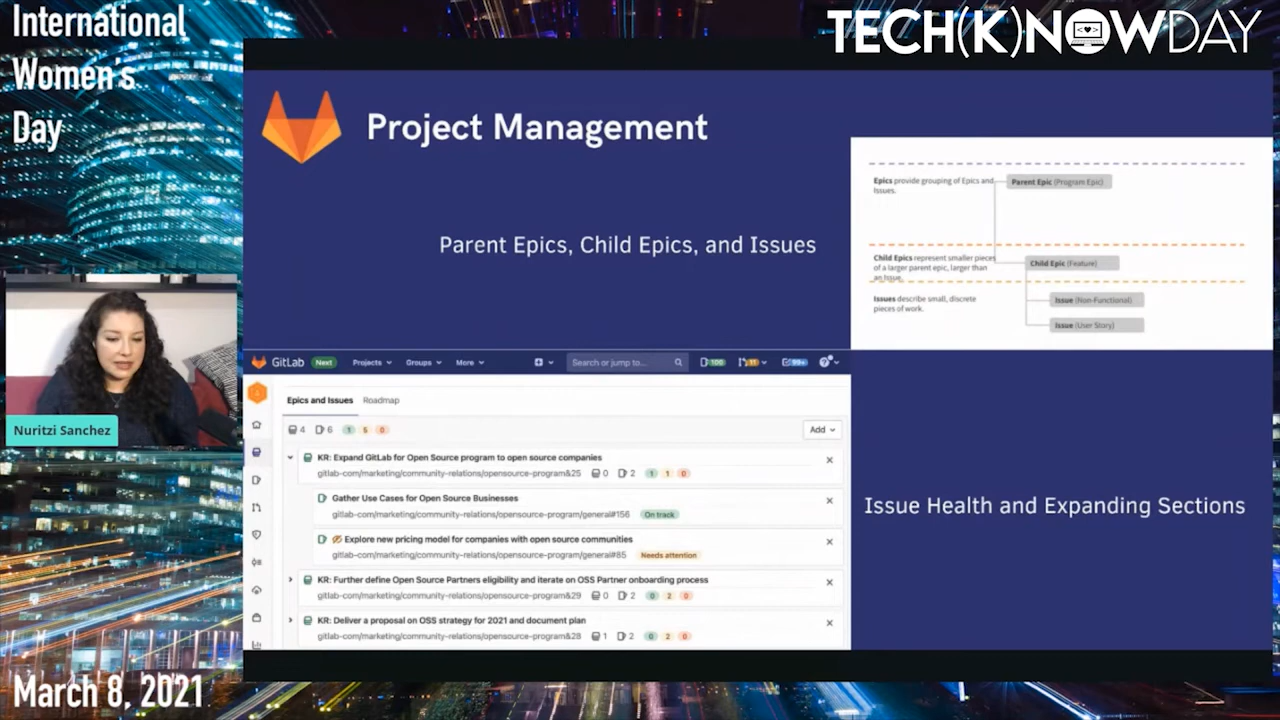 International
Women's
Day
TECH(K)NOWDAY
Project Management
Parent Epics, Child Epics, and Issues
Epics provide grouping of Epics and
Issues.
Parent Epic (Program Epic)
Child Epics represent smaller pieces
of a larger parent epic, larger than
an Issue.
Child Epic (Feature)
Issues describe small, discrete
pieces of work.
Issue (Non-Functional)
Issue (User Story)
GitLab Next Projects Groups More Search or jump to... 106 11 99+
Epics and Issues Roadmap
4 6 1 5 0
Add
KR: Expand GitLab for Open Source program to open source companies
gitlab-com/marketing/community-relations/opensource-program&25 0 2 1 1 0
Gather Use Cases for Open Source Businesses
gitlab-com/marketing/community-relations/opensource-program/general#156 On track
Explore new pricing model for companies with open source communities
gitlab-com/marketing/community-relations/opensource-program/general#85 Needs attention
KR: Further define Open Source Partners eligibility and iterate on OSS Partner onboarding process
gitlab-com/marketing/community-relations/opensource-program&29 0 2 0 2 0
KR: Deliver a proposal on OSS strategy for 2021 and document plan
gitlab-com/marketing/community-relations/opensource-program&28 1 2 0 2 0
Issue Health and Expanding Sections
Nuritzi Sanchez
March 8, 2021